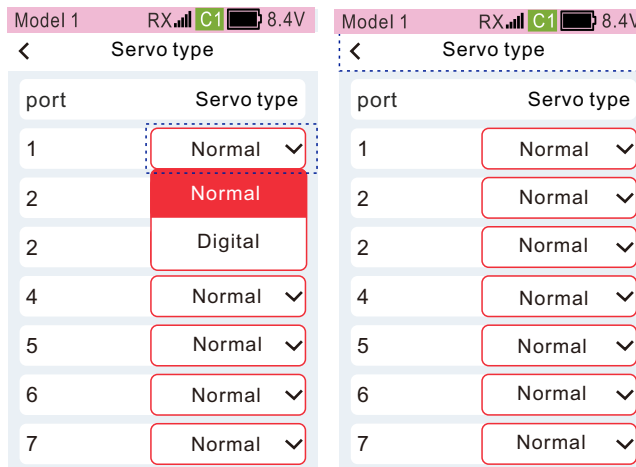 Model 1 RX C1 8.4V
Servo type
port Servo type
1 Normal
2 Normal
2 Digital
4 Normal
5 Normal
6 Normal
7 Normal
Model 1 RX C1 8.4V
Servo type
port Servo type
1 Normal
2 Normal
2 Normal
4 Normal
5 Normal
6 Normal
7 Normal